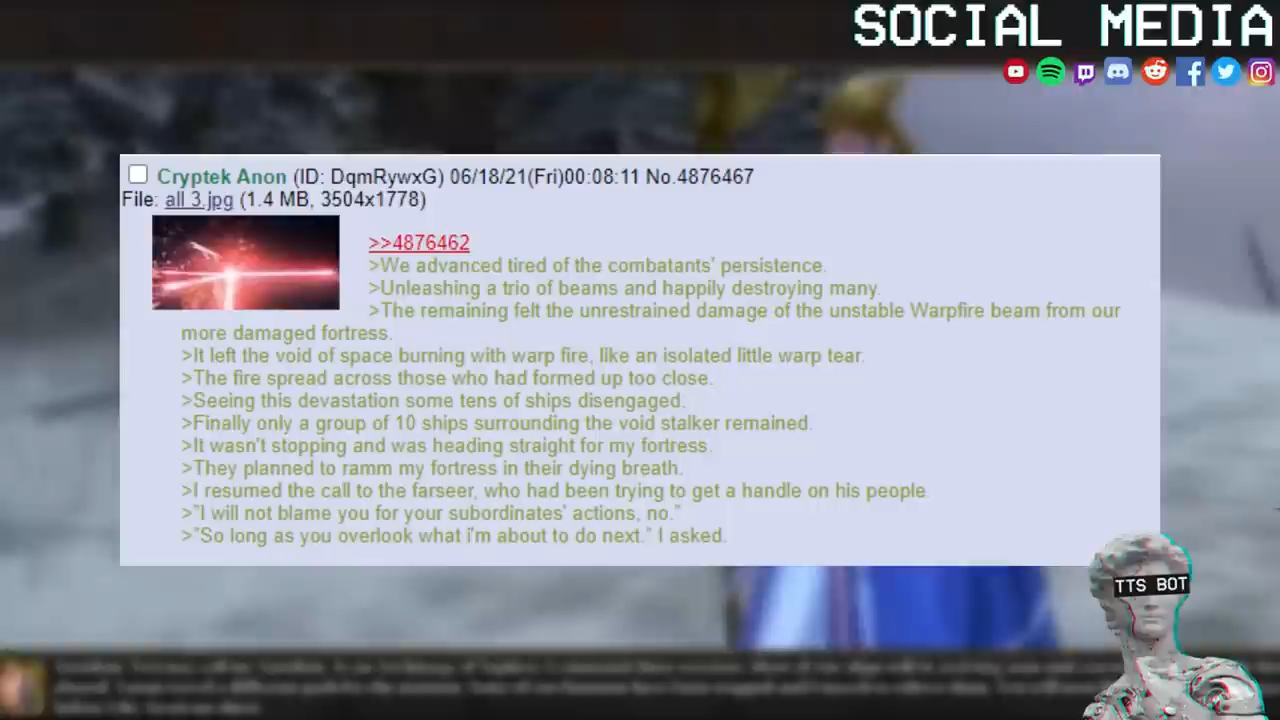 SOCIAL MEDIA
Cryptek Anon (ID: DqmRywxG) 06/18/21(Fri)00:08:11 No.4876467
File: all 3.jpg (1.4 MB, 3504x1778)
>>4876462
>We advanced tired of the combatants' persistence.
>Unleashing a trio of beams and happily destroying many.
>The remaining felt the unrestrained damage of the unstable Warpfire beam from our
more damaged fortress.
>It left the void of space burning with warp fire, like an isolated little warp tear.
>The fire spread across those who had formed up too close.
>Seeing this devastation some tens of ships disengaged.
>Finally only a group of 10 ships surrounding the void stalker remained.
>It wasn't stopping and was heading straight for my fortress.
>They planned to ramm my fortress in their dying breath.
>I resumed the call to the farseer, who had been trying to get a handle on his people.
>"I will not blame you for your subordinates' actions, no."
>"So long as you overlook what i'm about to do next." I asked.
TTS BOT